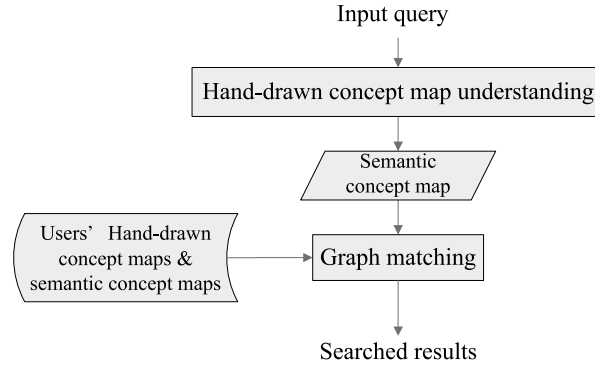 Input query
Hand-drawn concept map understanding
Semantic
concept map
Users’ Hand-drawn
concept maps &
semantic concept maps
Graph matching
Searched results